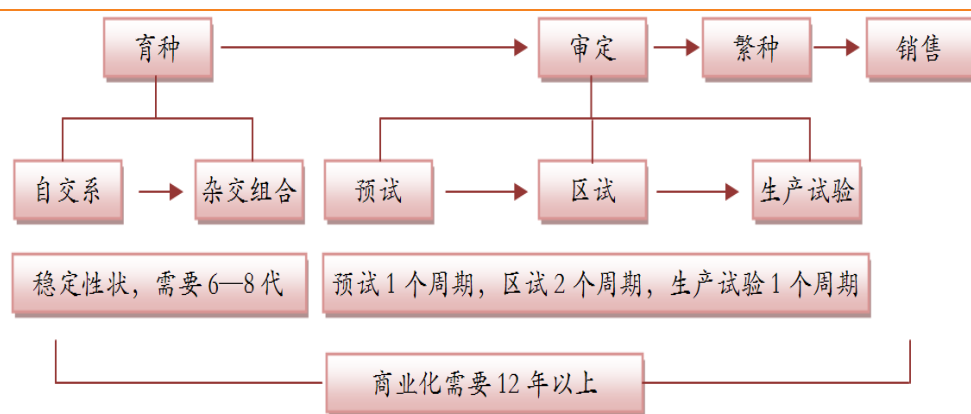 育种
审定
繁种
销售
自交系
杂交组合
预试
区试
生产试验
稳定性状，需要6—8代
预试1个周期，区试2个周期，生产试验1个周期
商业化需要12年以上